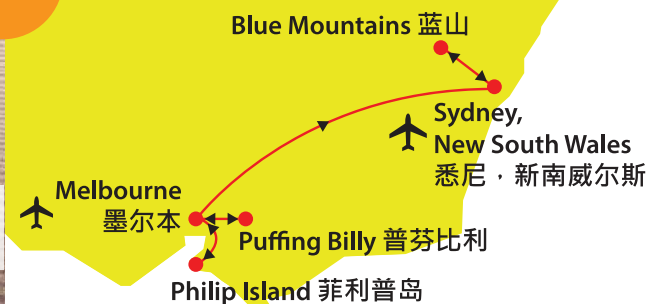 Blue Mountains 蓝山
Sydney,
New South Wales
悉尼，新南威尔斯
Melbourne
墨尔本
Puffing Billy 普芬比利
Philip Island 菲利普岛